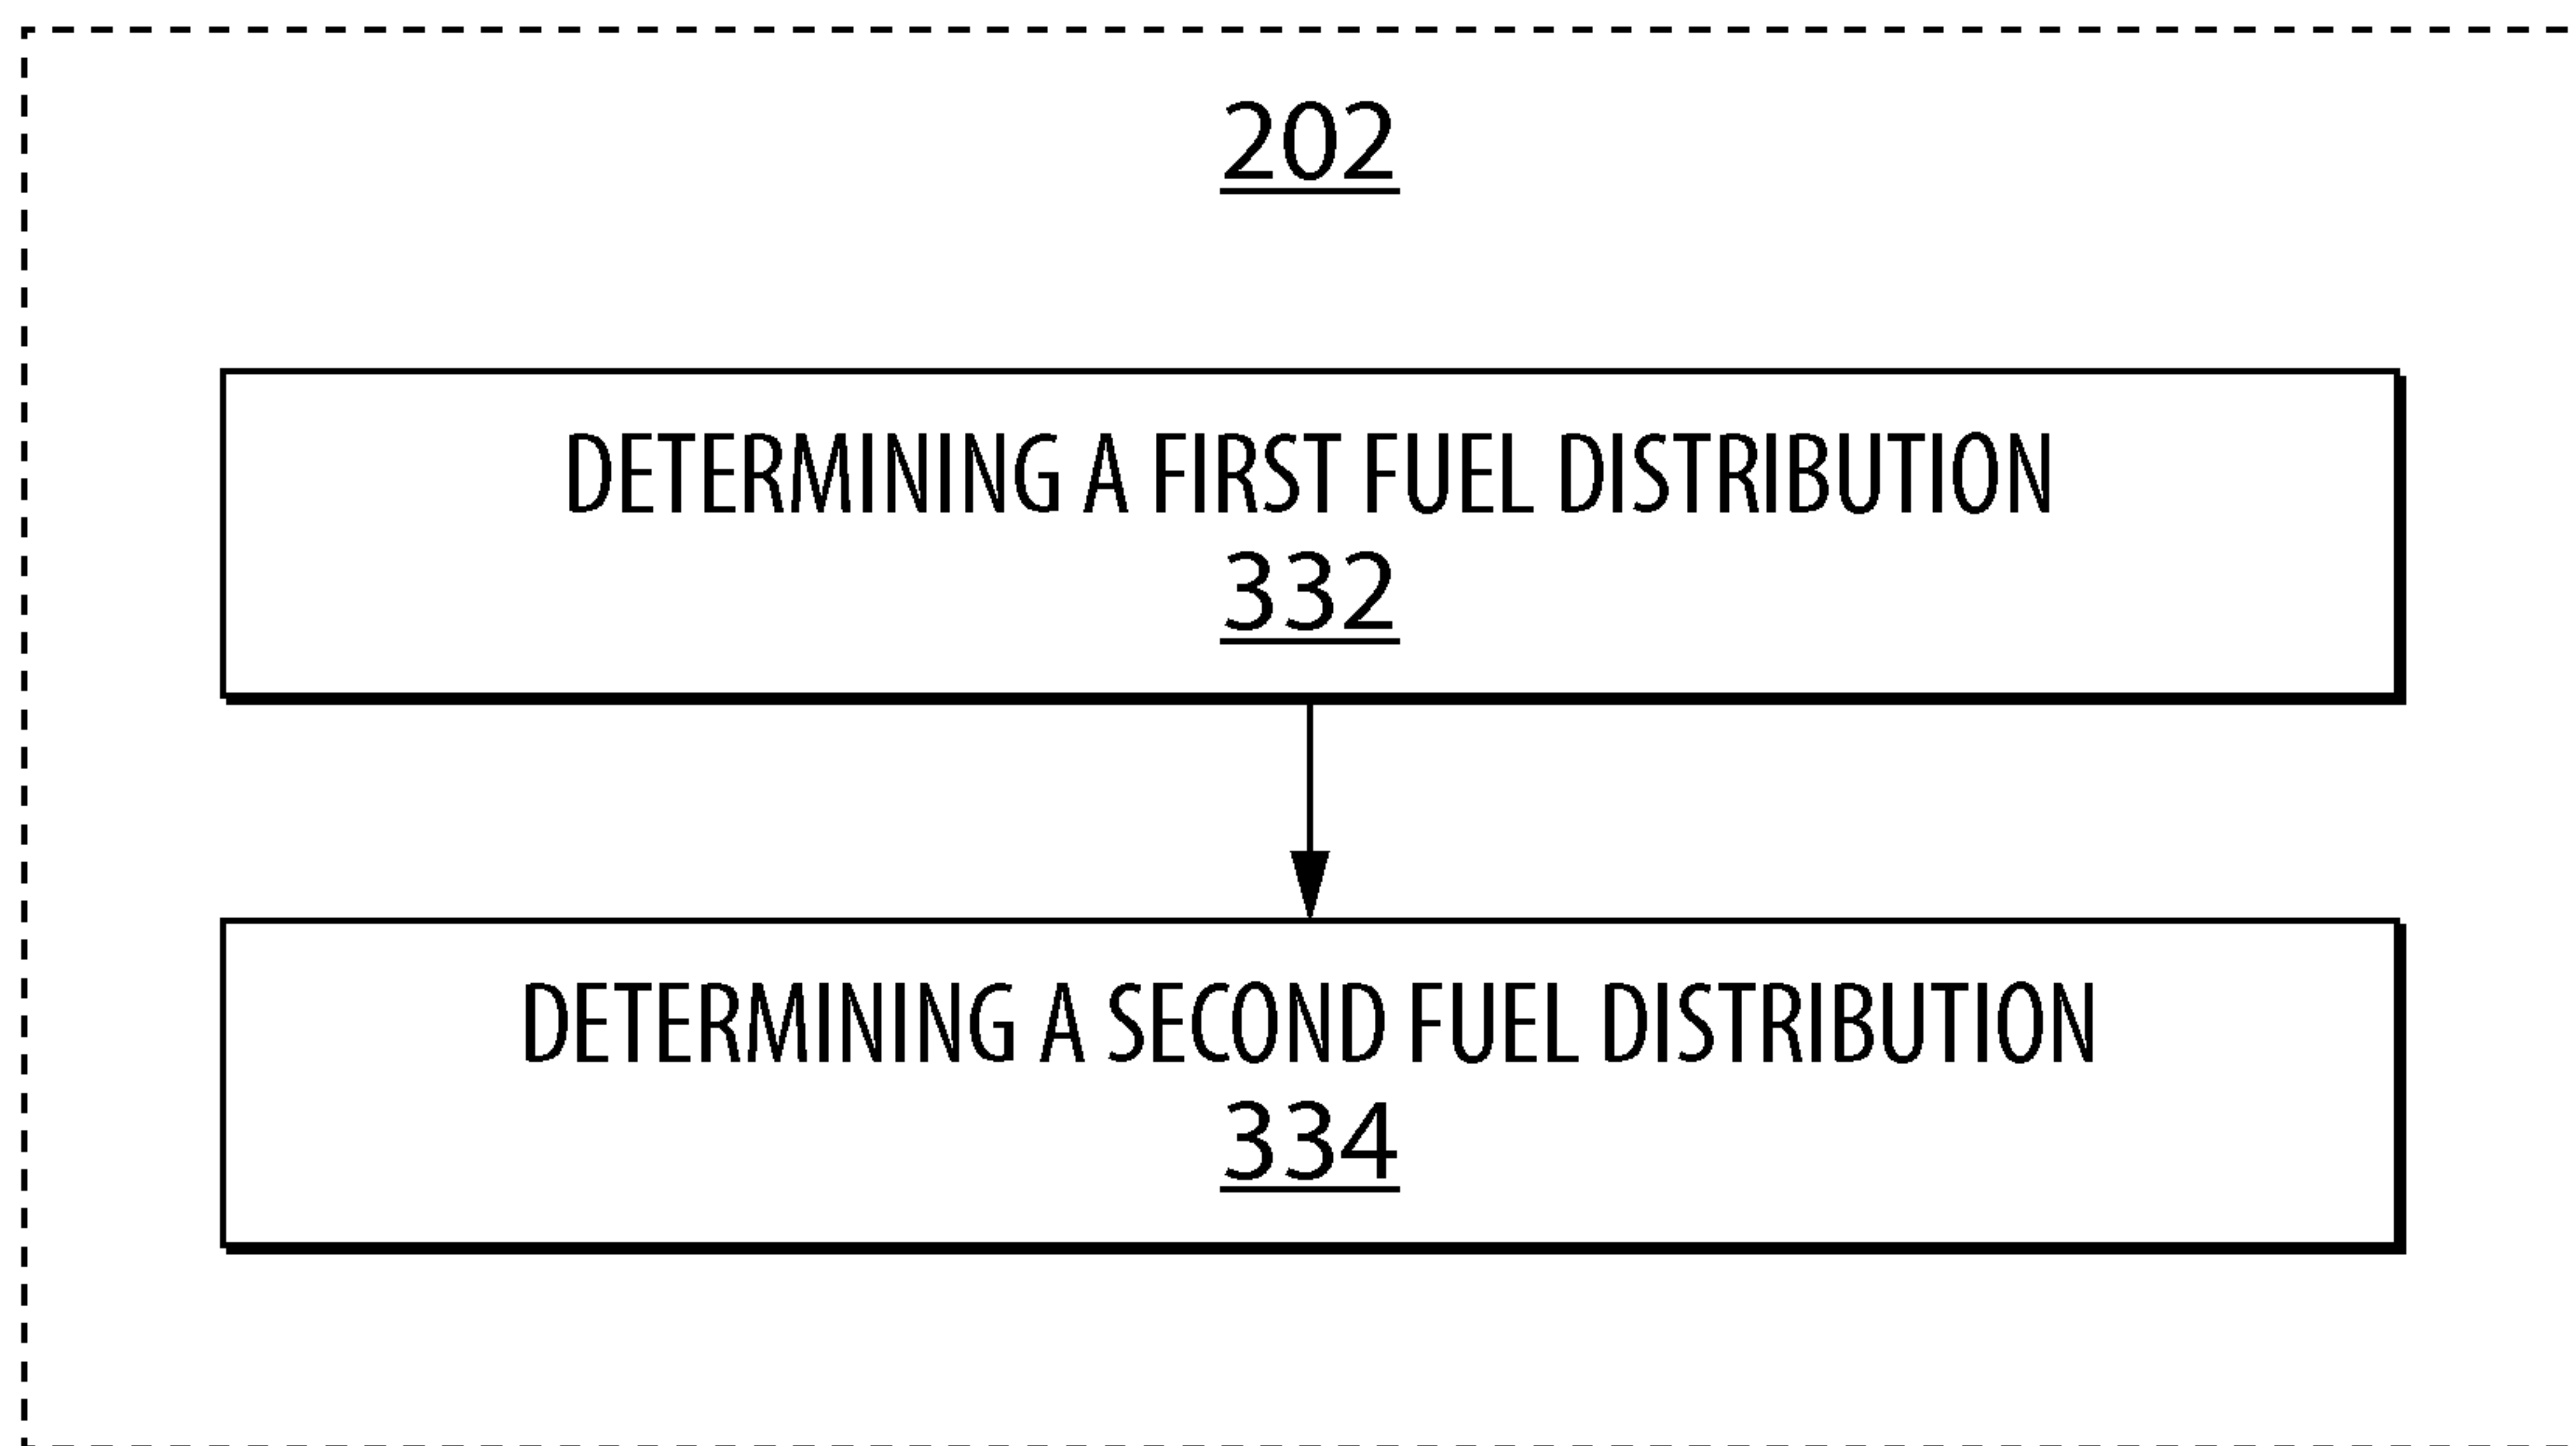 202
DETERMINING A FIRST FUEL DISTRIBUTION
332
DETERMINING A SECOND FUEL DISTRIBUTION
334